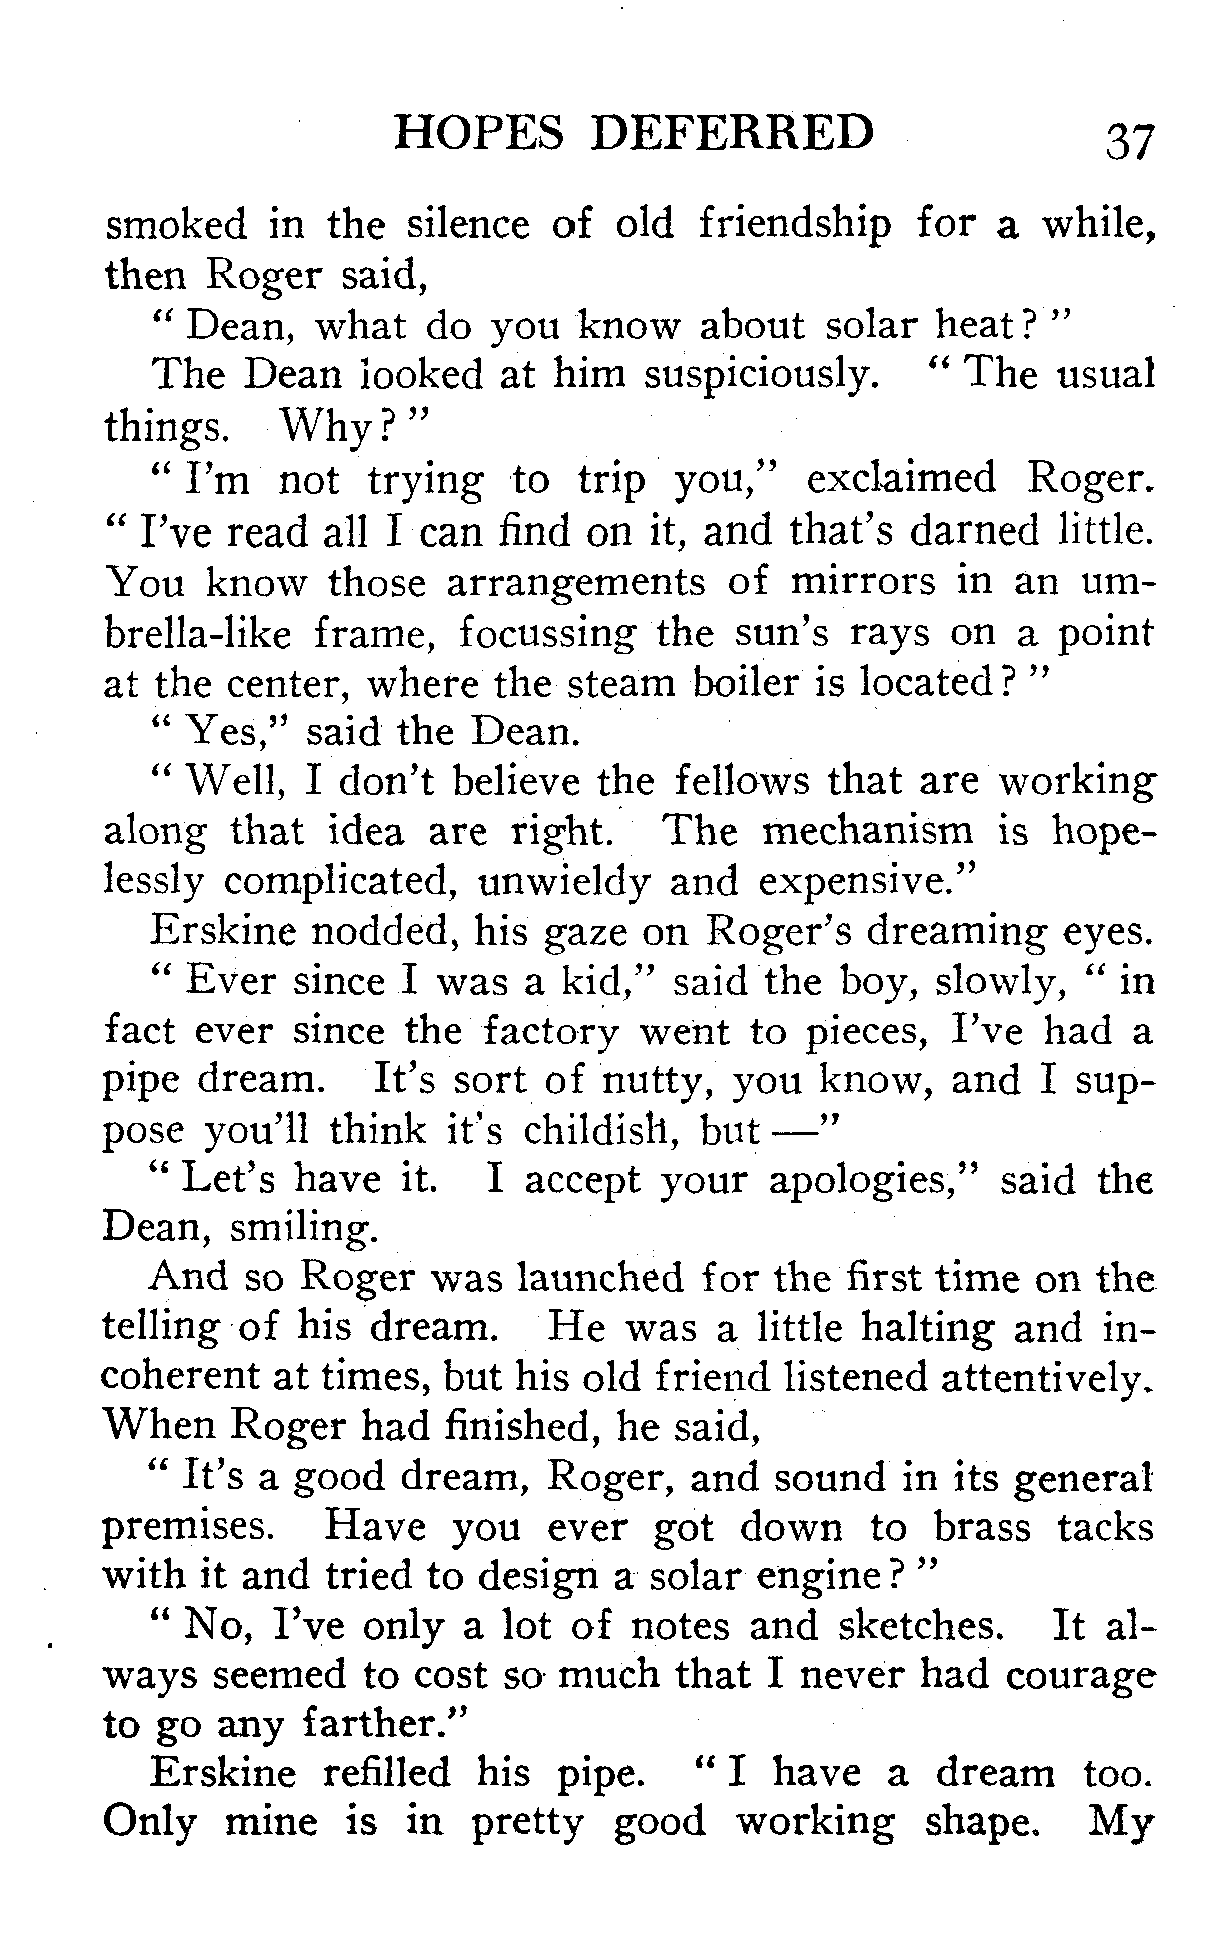 HOPES DEFERRED 37
smoked in the silence of old friendship for a while,
then Roger said,
“ Dean, what do you know about solar heat? ”
The Dean looked at him suspiciously. “ The usual
things. Why? ”
“ I’m not trying to trip you,” exclaimed Roger.
“ I’ve read all I can find on it, and that’s darned little.
You know those arrangements of mirrors in an um-
brella-like frame, focussing the sun’s rays on a point
at the center, where the steam boiler is located? ”
“ Yes,” said the Dean.
“ Well, I don’t believe the fellows that are working
along that idea are right. The mechanism is hope-
lessly complicated, unwieldy and expensive.”
Erskine nodded, his gaze on Roger’s dreaming eyes.
“ Ever since I was a kid,” said the boy, slowly, “ in
fact ever since the factory went to pieces, I’ve had a
pipe dream. It’s sort of nutty, you know, and I sup-
pose you’ll think it’s childish, but —”
“ Let’s have it. I accept your apologies,” said the
Dean, smiling.
And so Roger was launched for the first time on the
telling of his dream. He was a little halting and in-
coherent at times, but his old friend listened attentively.
When Roger had finished, he said,
“ It’s a good dream, Roger, and sound in its general
premises. Have you ever got down to brass tacks
with it and tried to design a solar engine? ”
“ No, I’ve only a lot of notes and sketches. It al-
ways seemed to cost so much that I never had courage
to go any farther.”
Erskine refilled his pipe. “ I have a dream too.
Only mine is in pretty good working shape. My